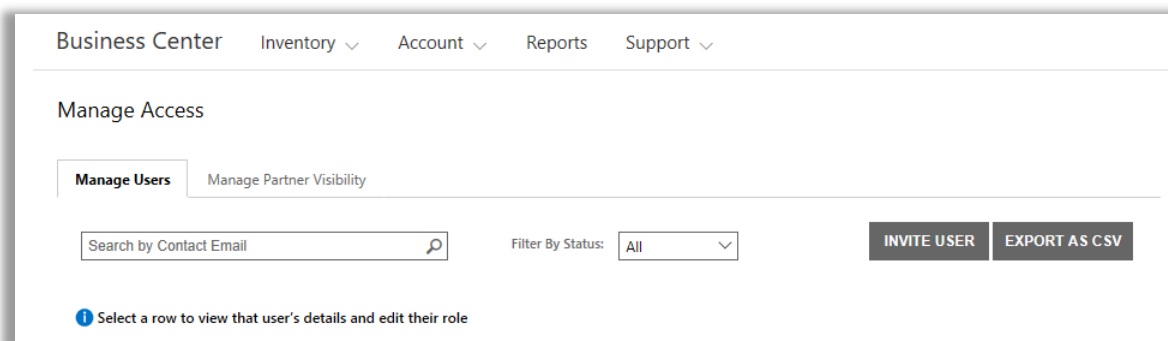 Business Center Inventory Account Reports Support
Manage Access
Manage Users Manage Partner Visibility
Search by Contact Email Filter By Status: All INVITE USER EXPORT AS CSV
Select a row to view that user's details and edit their role